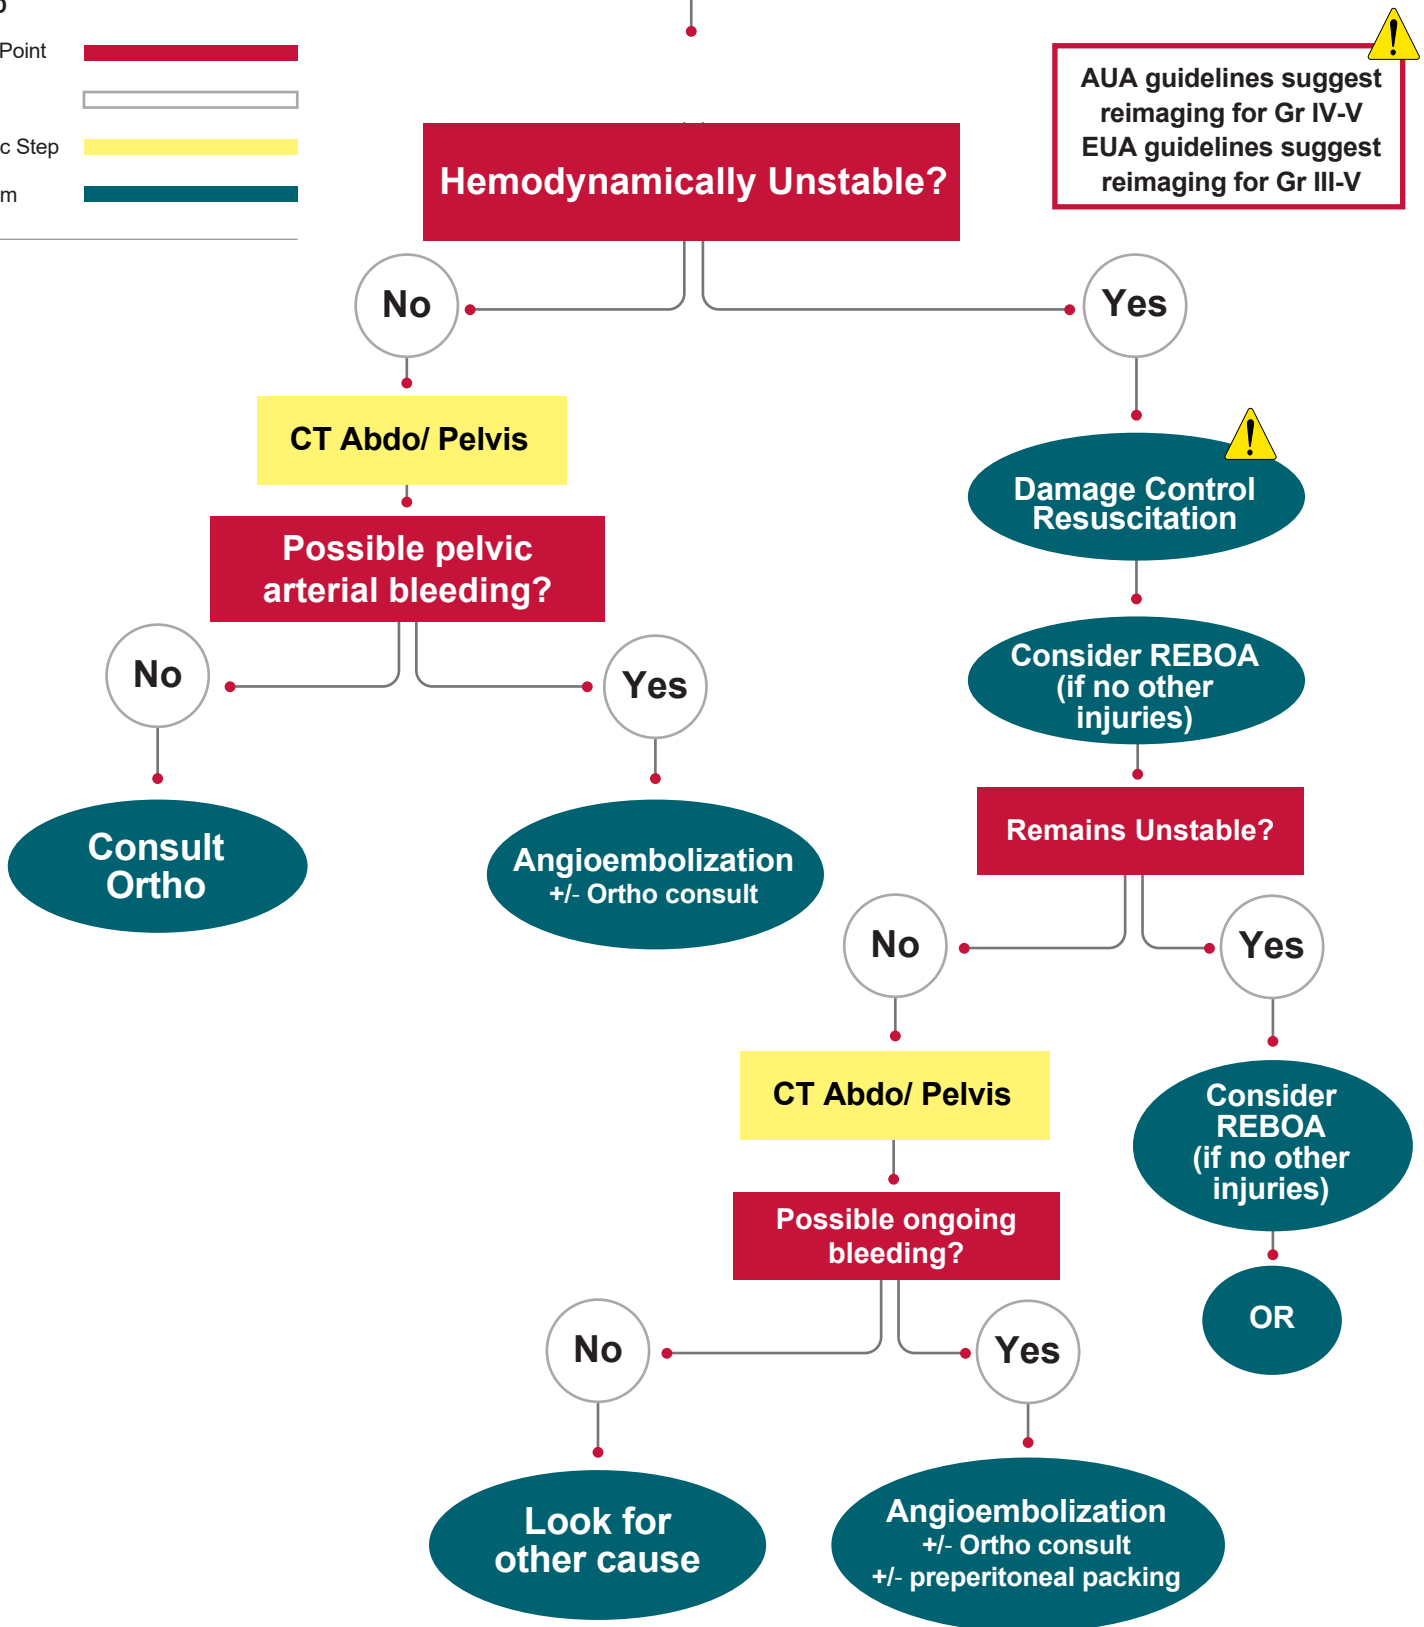 Point
c Step
m
AUA guidelines suggest
reimaging for Gr IV-V
EUA guidelines suggest
reimaging for Gr III-V
Hemodynamically Unstable?
No
Yes
CT Abdo/ Pelvis
Damage Control
Resuscitation
Possible pelvic
arterial bleeding?
Consider REBOA
(if no other
injuries)
No
Yes
Remains Unstable?
Consult
Ortho
Angioembolization
+/- Ortho consult
No
Yes
CT Abdo/ Pelvis
Consider
REBOA
(if no other
injuries)
Possible ongoing
bleeding?
OR
No
Yes
Look for
other cause
Angioembolization
+/- Ortho consult
+/- preperitoneal packing